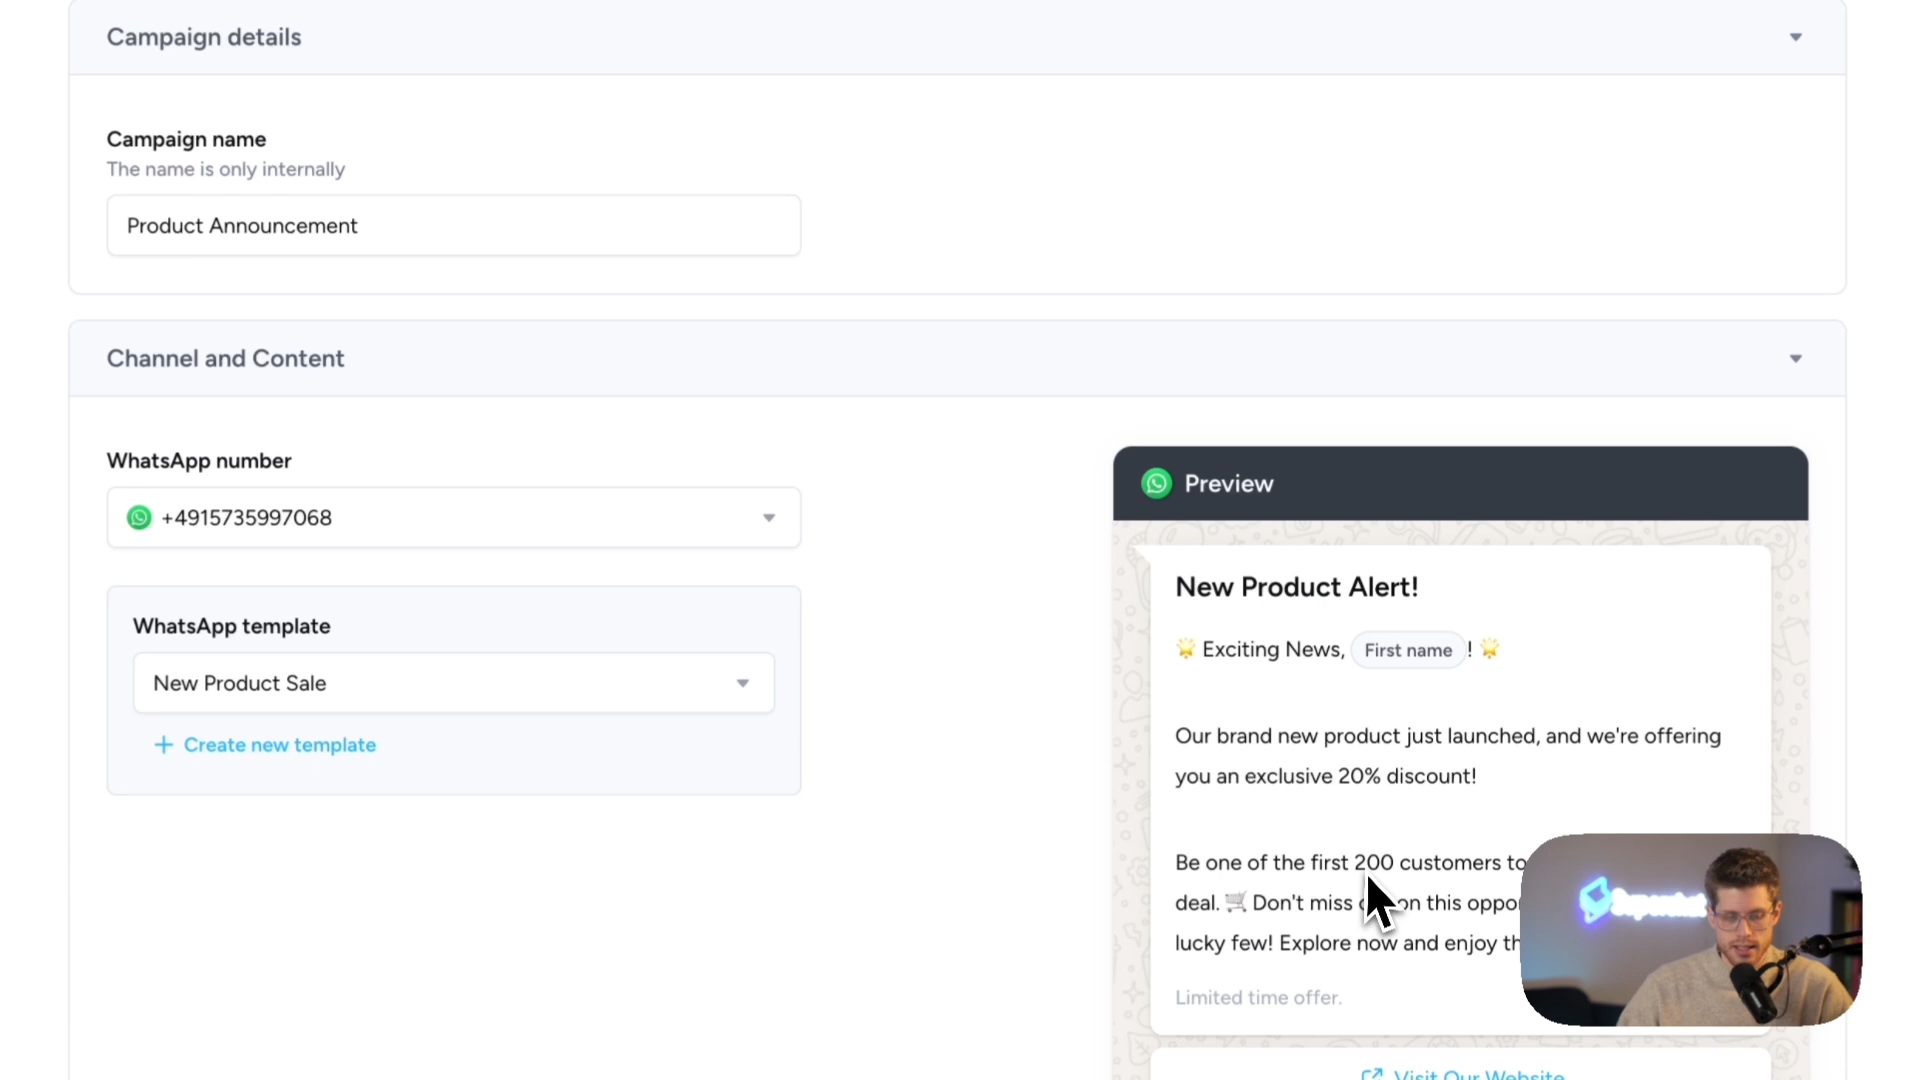 Campaign details
Campaign name
The name is only internally
Product Announcement
Channel and Content
WhatsApp number
+4915735997068
WhatsApp template
New Product Sale
+ Create new template
Preview
New Product Alert!
🌟 Exciting News, First name ! 🌟
Our brand new product just launched, and we're offering
you an exclusive 20% discount!
Be one of the first 200 customers to
deal. 🛒 Don't miss on this
lucky few! Explore now and enjoy
Limited time offer.
Visit Our Website